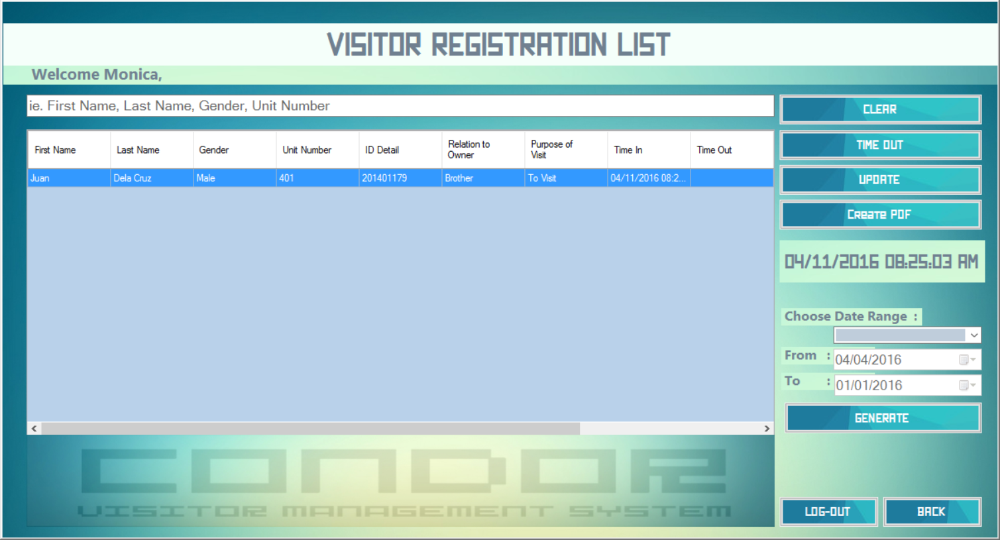 VISITOR REGISTRATION LIST
Welcome Monica,
ie. First Name, Last Name, Gender, Unit Number
CLEAR
First Name Last Name Gender Unit Number ID Detail Relation to Owner Purpose of Visit Time In Time Out
Juan Dela Cruz Male 401 201401179 Brother To Visit 04/11/2016 08:2...
TIME OUT
UPDATE
Create PDF
04/11/2016 08:25:03 AM
Choose Date Range :
From : 04/04/2016
To : 01/01/2016
GENERATE
CONDOR
VISITOR MANAGEMENT SYSTEM
LOG-OUT BACK